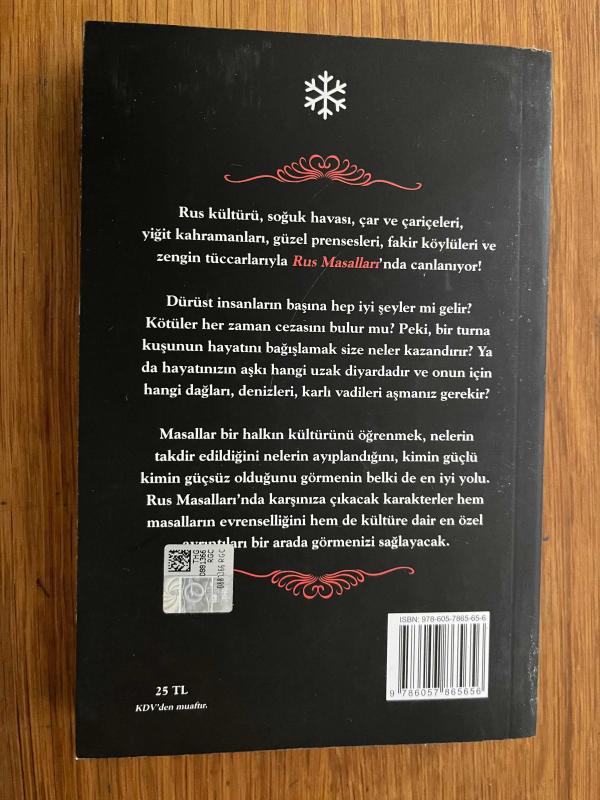 Rus kültürü, soğuk havası, çar ve çariçeleri,
yiğit kahramanları, güzel prensesleri, fakir köylüleri ve
zengin tüccarlarıyla Rus Masalları'nda canlanıyor!
Dürüst insanların başına hep iyi şeyler mi gelir?
Kötüler her zaman cezasını bulur mu? Peki, bir turna
kuşunun hayatını bağışlamak size neler kazandırır? Ya
da hayatınızın aşkı hangi uzak diyardadır ve onun için
hangi dağları, denizleri, karlı vadileri aşmanız gerekir?
Masallar bir halkın kültürünü öğrenmek, nelerin
takdir edildiğini nelerin ayıplandığını, kimin güçlü
kimin güçsüz olduğunu görmenin belki de en iyi yolu.
Rus Masalları'nda karşınıza çıkacak karakterler hem
masalların evrenselliğini hem de kültüre dair en özel
ayrıntıları bir arada görmenizi sağlayacak.
THG
0881366
RGC
0881366 RGC
ISBN: 978-605-7865-65-6
9 786057 865656
25 TL
KDV'den muaftır.